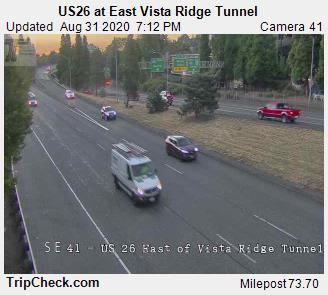 US26 at East Vista Ridge Tunnel
Updated Aug 31 2020 7:12 PM Camera 41
SE 41 - US 26 East of Vista Ridge Tunnel
TripCheck.com Milepost 73.70